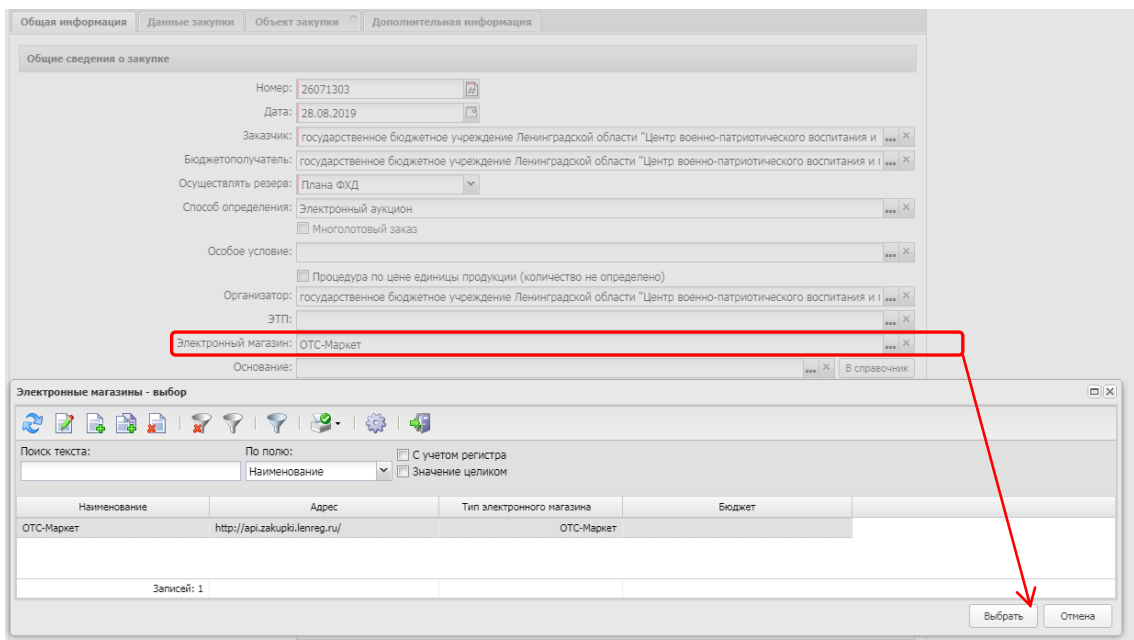 Общая информация Данные закупки Объект закупки Дополнительная информация
Общие сведения о закупке
Номер: 26071303
Дата: 28.08.2019
Заказчик: государственное бюджетное учреждение Ленинградской области "Центр военно-патриотического воспитания и ...
Бюджетополучатель: государственное бюджетное учреждение Ленинградской области "Центр военно-патриотического воспитания и ...
Осуществлять резерв: Плана ФХД
Способ определения: Электронный аукцион ...
Многолотовый заказ
Особое условие: ...
Процедура по цене единицы продукции (количество не определено)
Организатор: государственное бюджетное учреждение Ленинградской области "Центр военно-патриотического воспитания и ...
ЭТП: ...
Электронный магазин: ОТС-Маркет ...
Основание: ... В справочник
Электронные магазины - выбор
Поиск текста: По полю: С учетом регистра
Наименование Значение целиком
Наименование Адрес Тип электронного магазина Бюджет
ОТС-Маркет http://api.zakupki.lenreg.ru/ ОТС-Маркет
Записей: 1
Выбрать Отмена